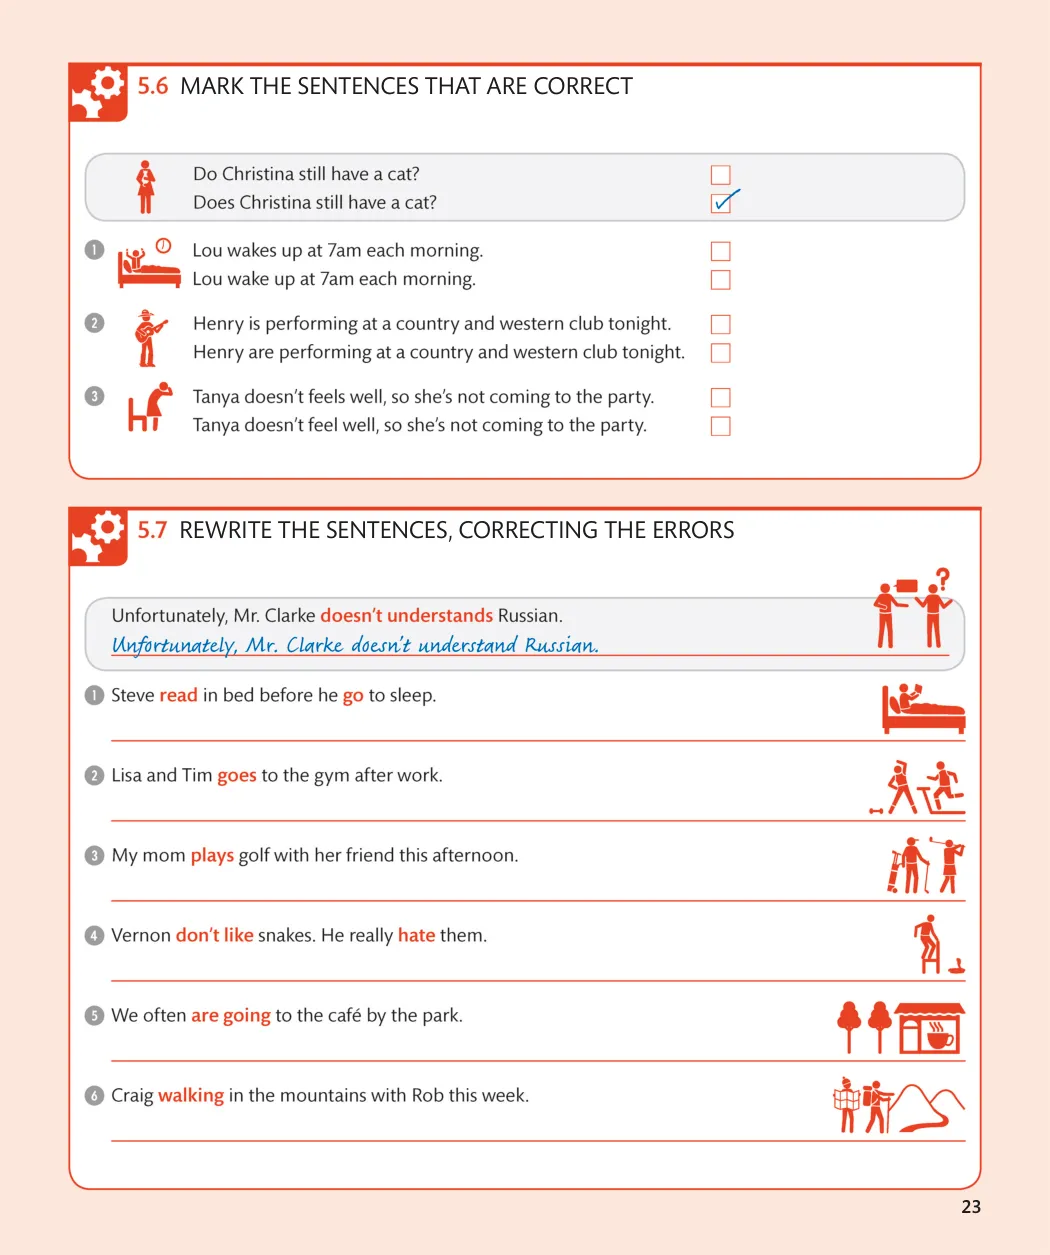 5.6 MARK THE SENTENCES THAT ARE CORRECT
Do Christina still have a cat?
Does Christina still have a cat?
1 Lou wakes up at 7am each morning.
Lou wake up at 7am each morning.
2 Henry is performing at a country and western club tonight.
Henry are performing at a country and western club tonight.
3 Tanya doesn't feels well, so she's not coming to the party.
Tanya doesn't feel well, so she's not coming to the party.
5.7 REWRITE THE SENTENCES, CORRECTING THE ERRORS
?
Unfortunately, Mr. Clarke doesn't understands Russian.
Unfortunately, Mr. Clarke doesn't understand Russian.
1 Steve read in bed before he go to sleep.
2 Lisa and Tim goes to the gym after work.
3 My mom plays golf with her friend this afternoon.
4 Vernon don't like snakes. He really hate them.
5 We often are going to the café by the park.
6 Craig walking in the mountains with Rob this week.
23